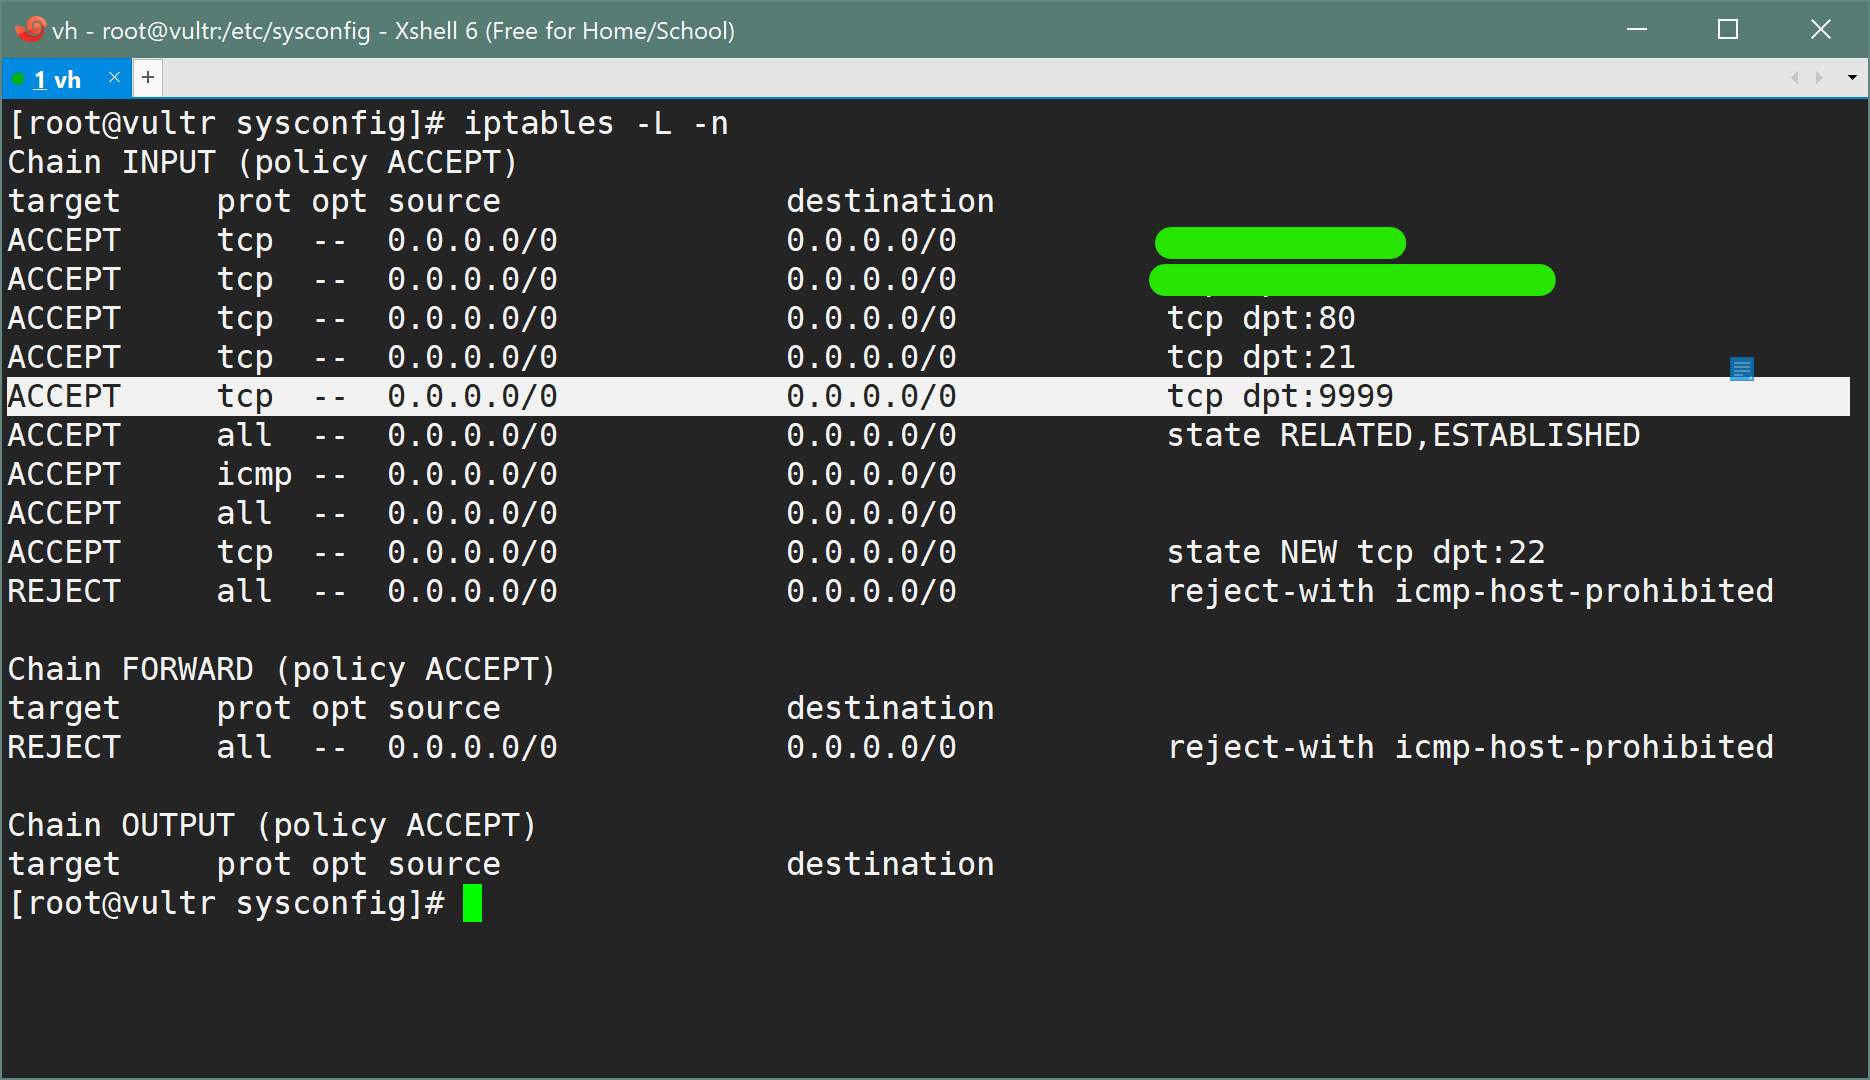 vh - root@vultr:/etc/sysconfig - Xshell 6 (Free for Home/School)
1 vh × +
[root@vultr sysconfig]# iptables -L -n
Chain INPUT (policy ACCEPT)
target     prot opt source               destination
ACCEPT     tcp  --  0.0.0.0/0            0.0.0.0/0
ACCEPT     tcp  --  0.0.0.0/0            0.0.0.0/0
ACCEPT     tcp  --  0.0.0.0/0            0.0.0.0/0           tcp dpt:80
ACCEPT     tcp  --  0.0.0.0/0            0.0.0.0/0           tcp dpt:21
ACCEPT     tcp  --  0.0.0.0/0            0.0.0.0/0           tcp dpt:9999
ACCEPT     all  --  0.0.0.0/0            0.0.0.0/0           state RELATED,ESTABLISHED
ACCEPT     icmp --  0.0.0.0/0            0.0.0.0/0
ACCEPT     all  --  0.0.0.0/0            0.0.0.0/0
ACCEPT     tcp  --  0.0.0.0/0            0.0.0.0/0           state NEW tcp dpt:22
REJECT     all  --  0.0.0.0/0            0.0.0.0/0           reject-with icmp-host-prohibited
Chain FORWARD (policy ACCEPT)
target     prot opt source               destination
REJECT     all  --  0.0.0.0/0            0.0.0.0/0           reject-with icmp-host-prohibited
Chain OUTPUT (policy ACCEPT)
target     prot opt source               destination
[root@vultr sysconfig]#